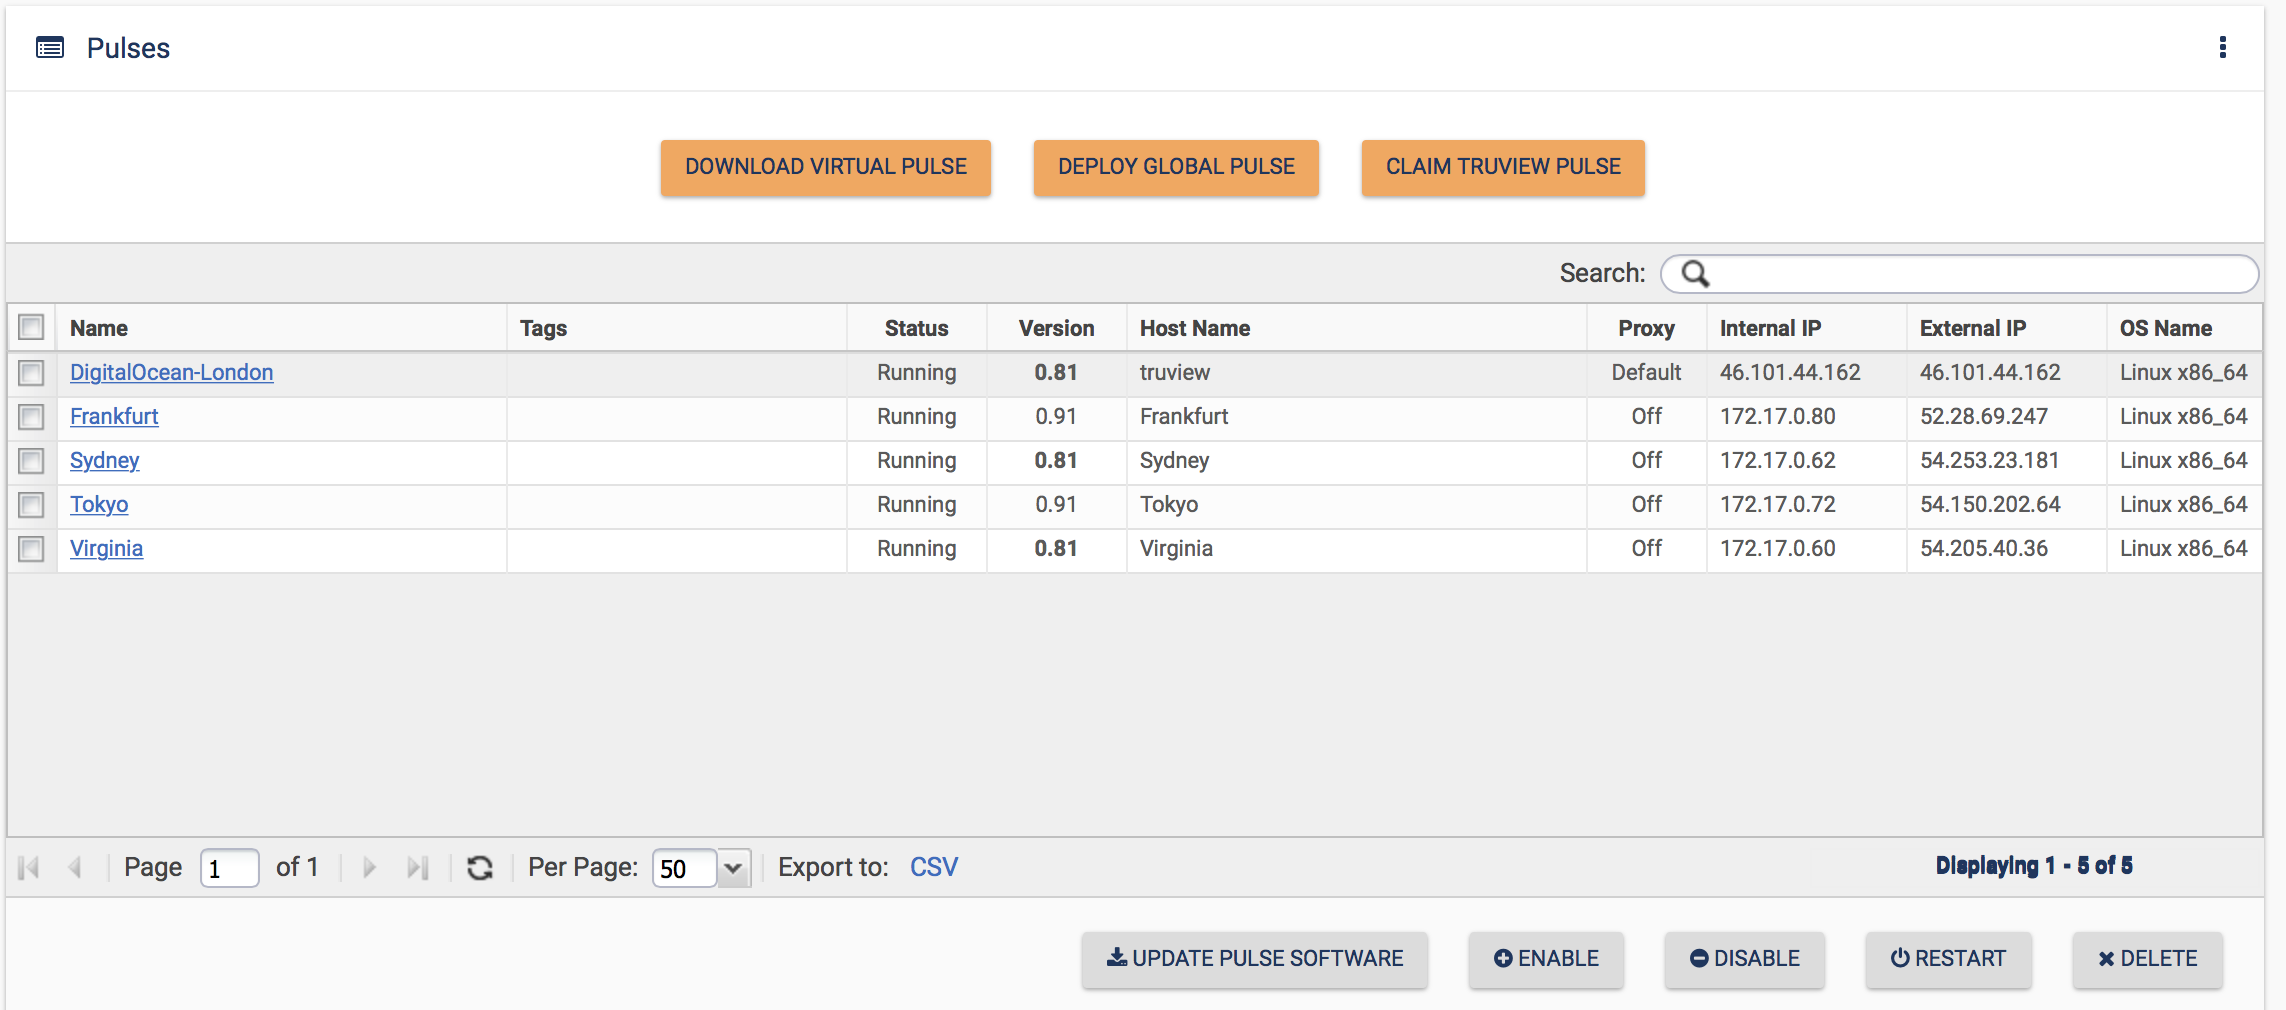 Pulses
DOWNLOAD VIRTUAL PULSE DEPLOY GLOBAL PULSE CLAIM TRUVIEW PULSE
Search:
Name Tags Status Version Host Name Proxy Internal IP External IP OS Name
DigitalOcean-London Running 0.81 truview Default 46.101.44.162 46.101.44.162 Linux x86_64
Frankfurt Running 0.91 Frankfurt Off 172.17.0.80 52.28.69.247 Linux x86_64
Sydney Running 0.81 Sydney Off 172.17.0.62 54.253.23.181 Linux x86_64
Tokyo Running 0.91 Tokyo Off 172.17.0.72 54.150.202.64 Linux x86_64
Virginia Running 0.81 Virginia Off 172.17.0.60 54.205.40.36 Linux x86_64
Page 1 of 1 Per Page: 50 Export to: CSV Displaying 1 - 5 of 5
UPDATE PULSE SOFTWARE ENABLE DISABLE RESTART DELETE